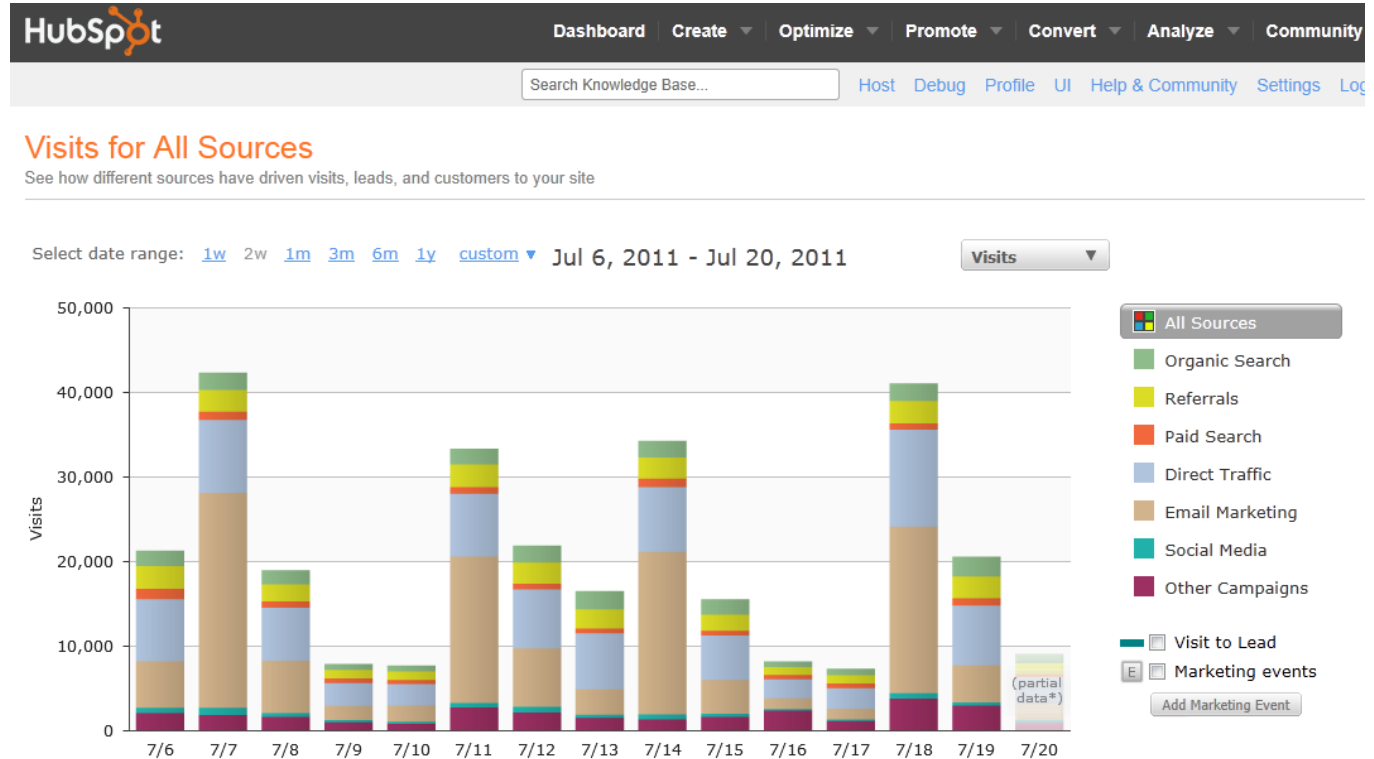 HubSpot
Dashboard Create Optimize Promote Convert Analyze Community
Search Knowledge Base... Host Debug Profile UI Help & Community Settings
Visits for All Sources
See how different sources have driven visits, leads, and customers to your site
Select date range: 1w 2w 1m 3m 6m 1y custom Jul 6, 2011 - Jul 20, 2011 Visits
50,000
40,000
30,000
20,000
10,000
0
Visits
(partial
data*)
7/6 7/7 7/8 7/9 7/10 7/11 7/12 7/13 7/14 7/15 7/16 7/17 7/18 7/19 7/20
All Sources
Organic Search
Referrals
Paid Search
Direct Traffic
Email Marketing
Social Media
Other Campaigns
Visit to Lead
E Marketing events
Add Marketing Event